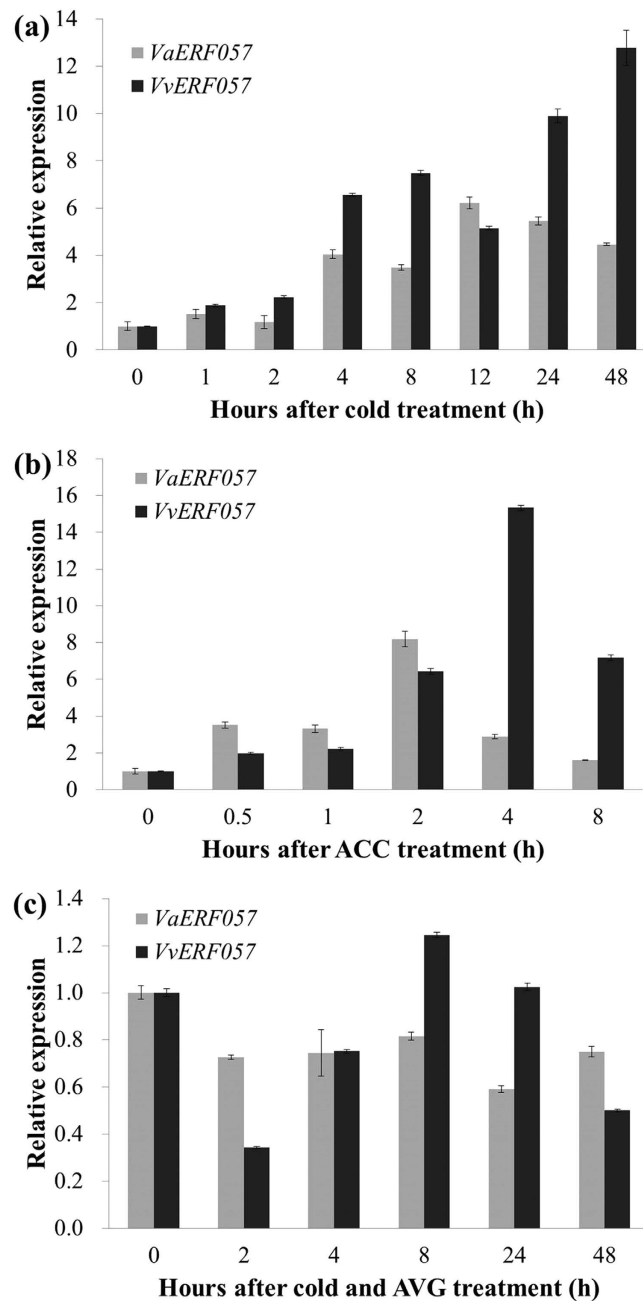 (a)
VaERF057
VvERF057
14
12
10
8
6
4
2
0
Relative expression
0 1 2 4 8 12 24 48
Hours after cold treatment (h)
(b)
VaERF057
VvERF057
18
16
14
12
10
8
6
4
2
0
Relative expression
0 0.5 1 2 4 8
Hours after ACC treatment (h)
(c)
VaERF057
VvERF057
1.4
1.2
1.0
0.8
0.6
0.4
0.2
0.0
Relative expression
0 2 4 8 24 48
Hours after cold and AVG treatment (h)